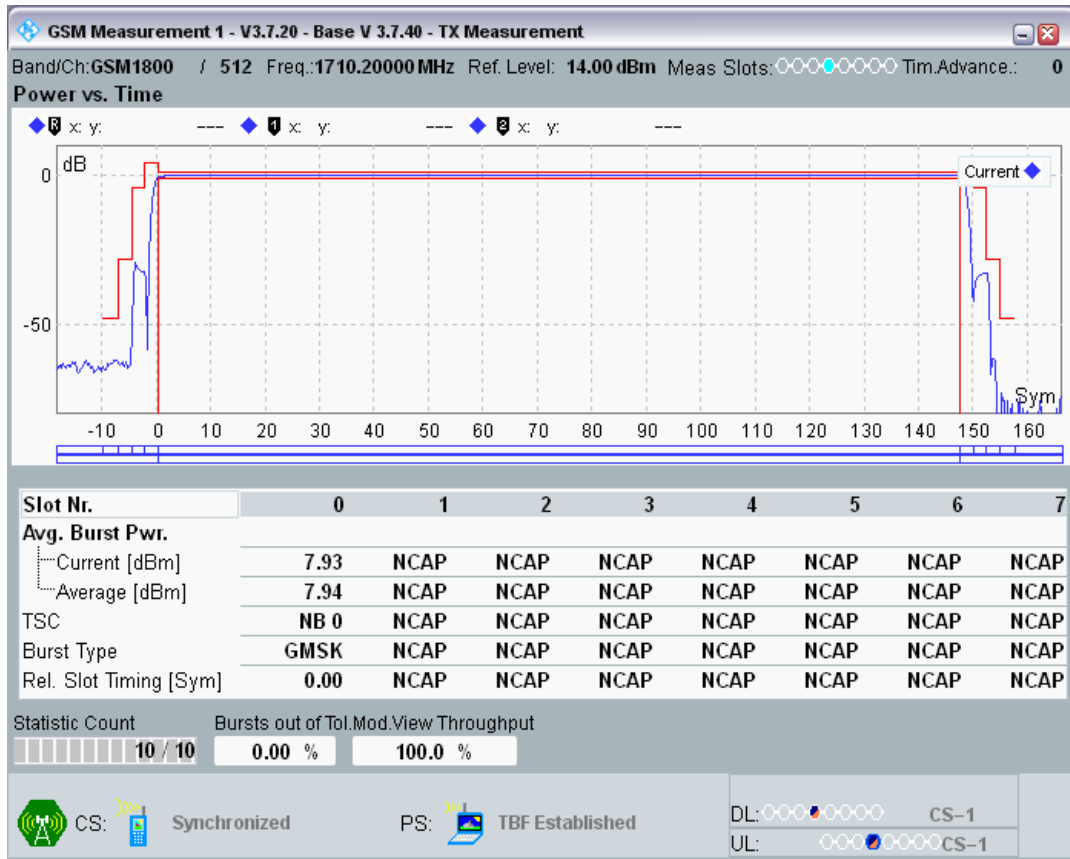 GSM Measurement 1 - V3.7.20 - Base V 3.7.40 - TX Measurement
Band/Ch:GSM1800 / 512 Freq.:1710.20000 MHz Ref. Level: 14.00 dBm Meas Slots: Tim.Advance.: 0
Power vs. Time
R x: y: --- 1 x: y: --- 2 x: y: ---
dB
Current
0
-50
Sym
-10 0 10 20 30 40 50 60 70 80 90 100 110 120 130 140 150 160
Slot Nr. 0 1 2 3 4 5 6 7
Avg. Burst Pwr.
Current [dBm] 7.93 NCAP NCAP NCAP NCAP NCAP NCAP NCAP
Average [dBm] 7.94 NCAP NCAP NCAP NCAP NCAP NCAP NCAP
TSC NB 0 NCAP NCAP NCAP NCAP NCAP NCAP NCAP
Burst Type GMSK NCAP NCAP NCAP NCAP NCAP NCAP NCAP
Rel. Slot Timing [Sym] 0.00 NCAP NCAP NCAP NCAP NCAP NCAP NCAP
Statistic Count Bursts out of Tol.Mod.View Throughput
10 / 10 0.00 % 100.0 %
CS: Synchronized PS: TBF Established
DL: CS-1
UL: CS-1